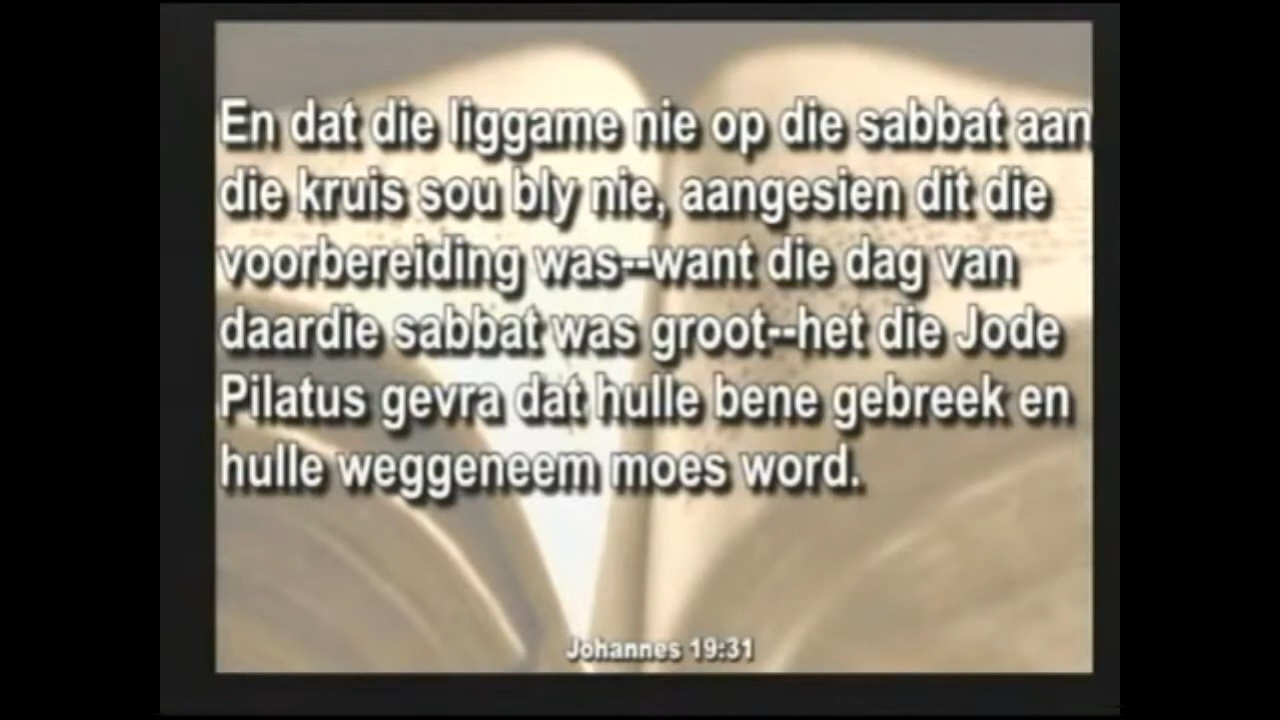 En dat die liggame nie op die sabbat aan
die kruis sou bly nie, aangesien dit die
voorbereiding was--want die dag van
daardie sabbat was groot--het die Jode
Pilatus gevra dat hulle bene gebreek en
hulle weggeneem moes word.
Johannes 19:31